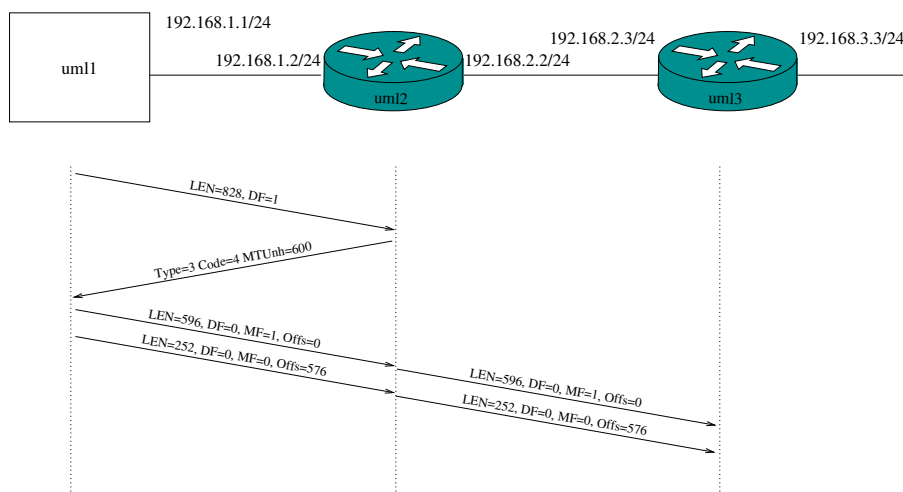 192.168.1.1/24
uml1
192.168.1.2/24
uml2
192.168.2.2/24
192.168.2.3/24
uml3
192.168.3.3/24
LEN=828, DF=1
Type=3 Code=4 MTUnh=600
LEN=596, DF=0, MF=1, Offs=0
LEN=252, DF=0, MF=0, Offs=576
LEN=596, DF=0, MF=1, Offs=0
LEN=252, DF=0, MF=0, Offs=576